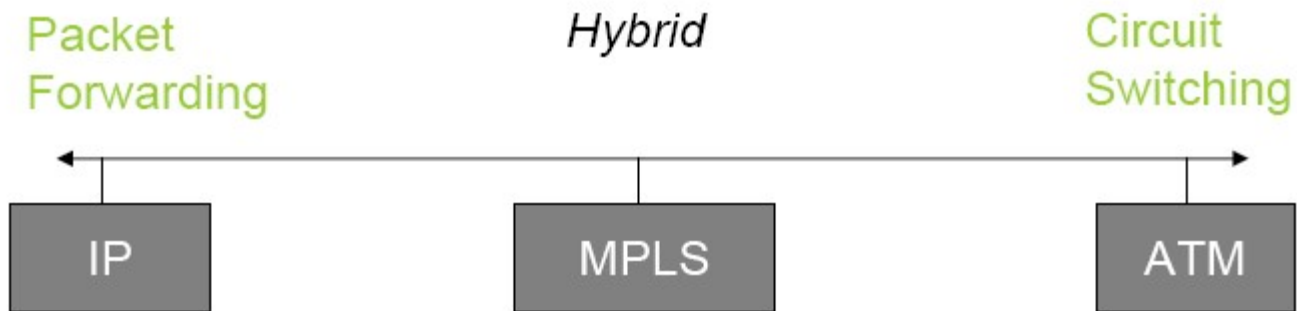 Packet
Forwarding
Hybrid
Circuit
Switching
IP
MPLS
ATM